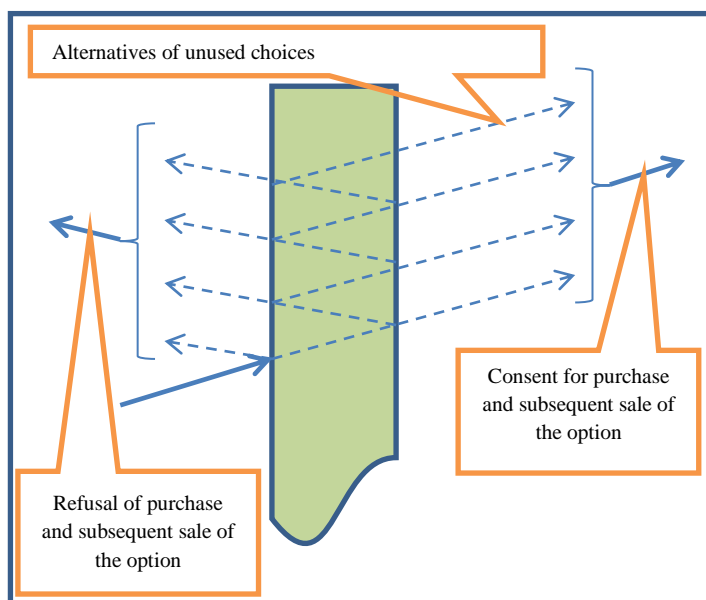 Alternatives of unused choices
Consent for purchase
and subsequent sale of
the option
Refusal of purchase
and subsequent sale of
the option